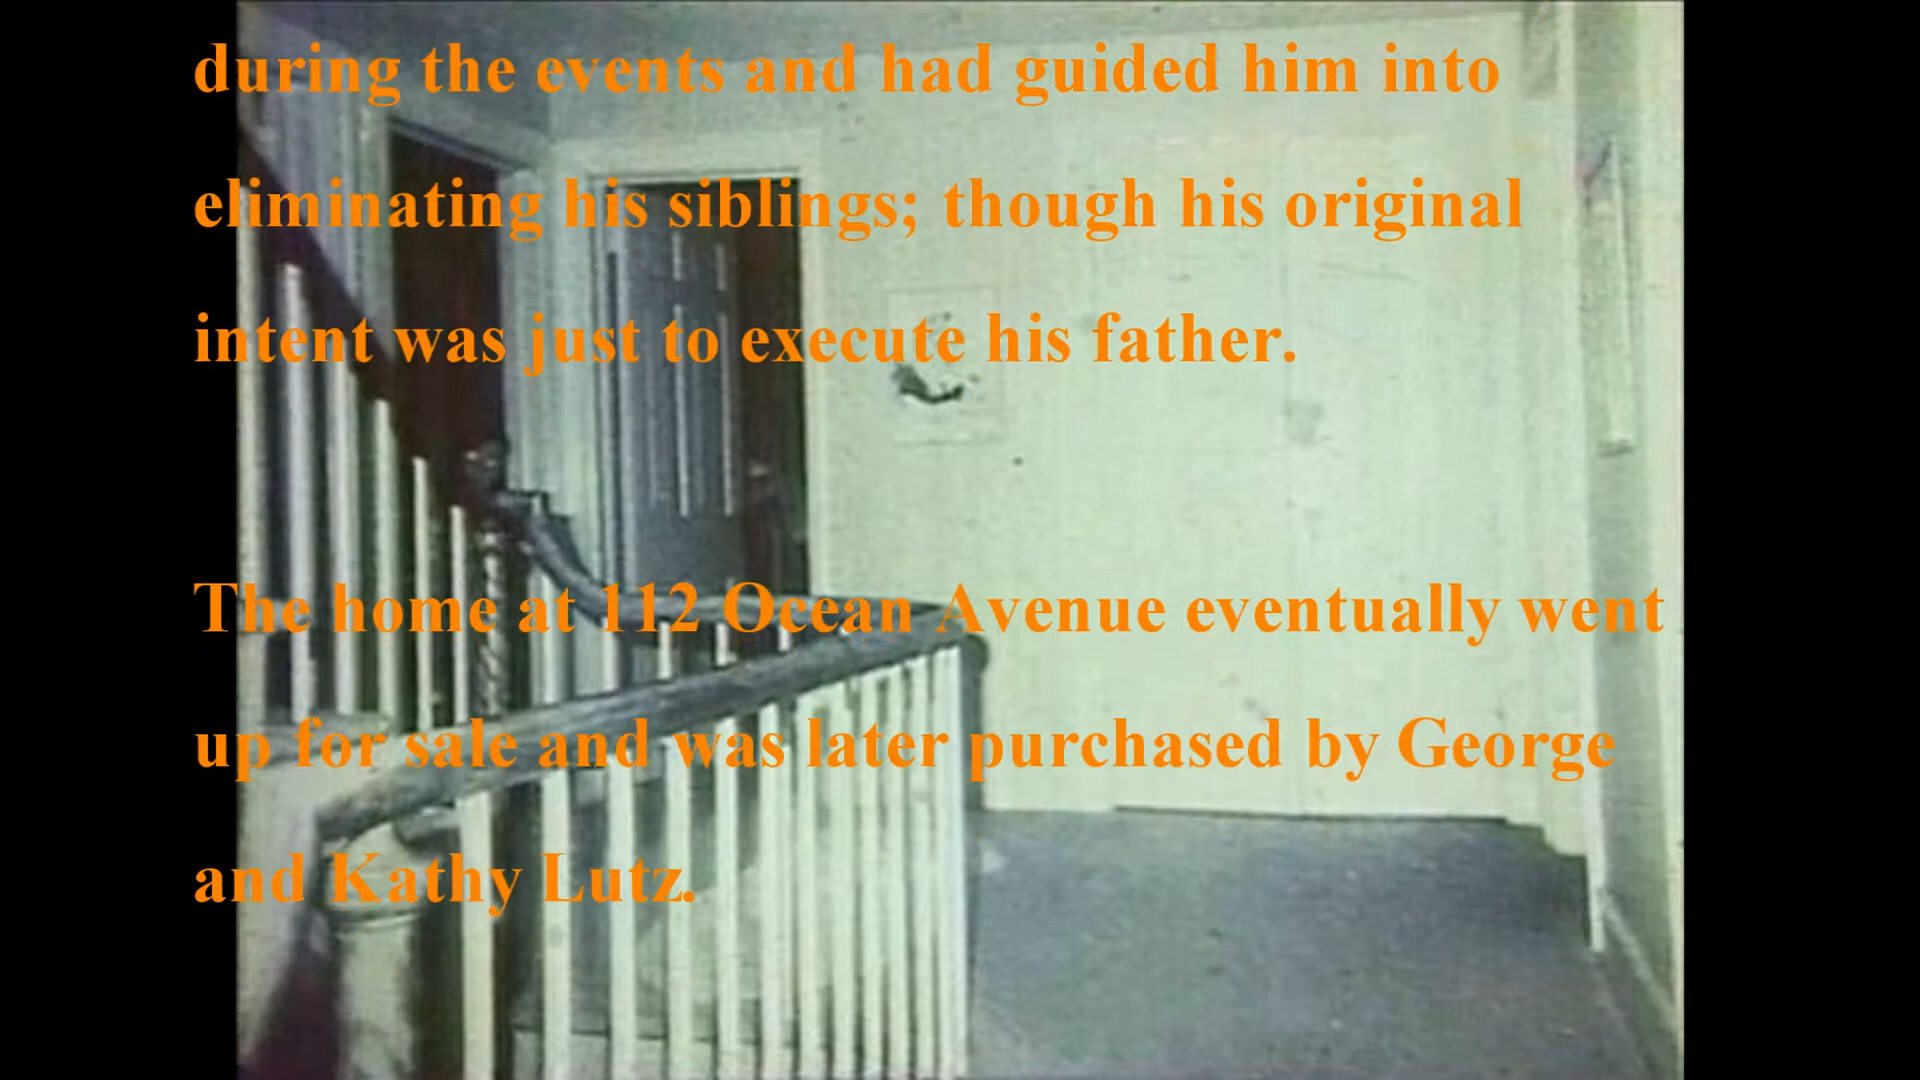 during the events and had guided him into
eliminating his siblings; though his original
intent was just to execute his father.
The home at 112 Ocean Avenue eventually went
up for sale and was later purchased by George
and Kathy Lutz.